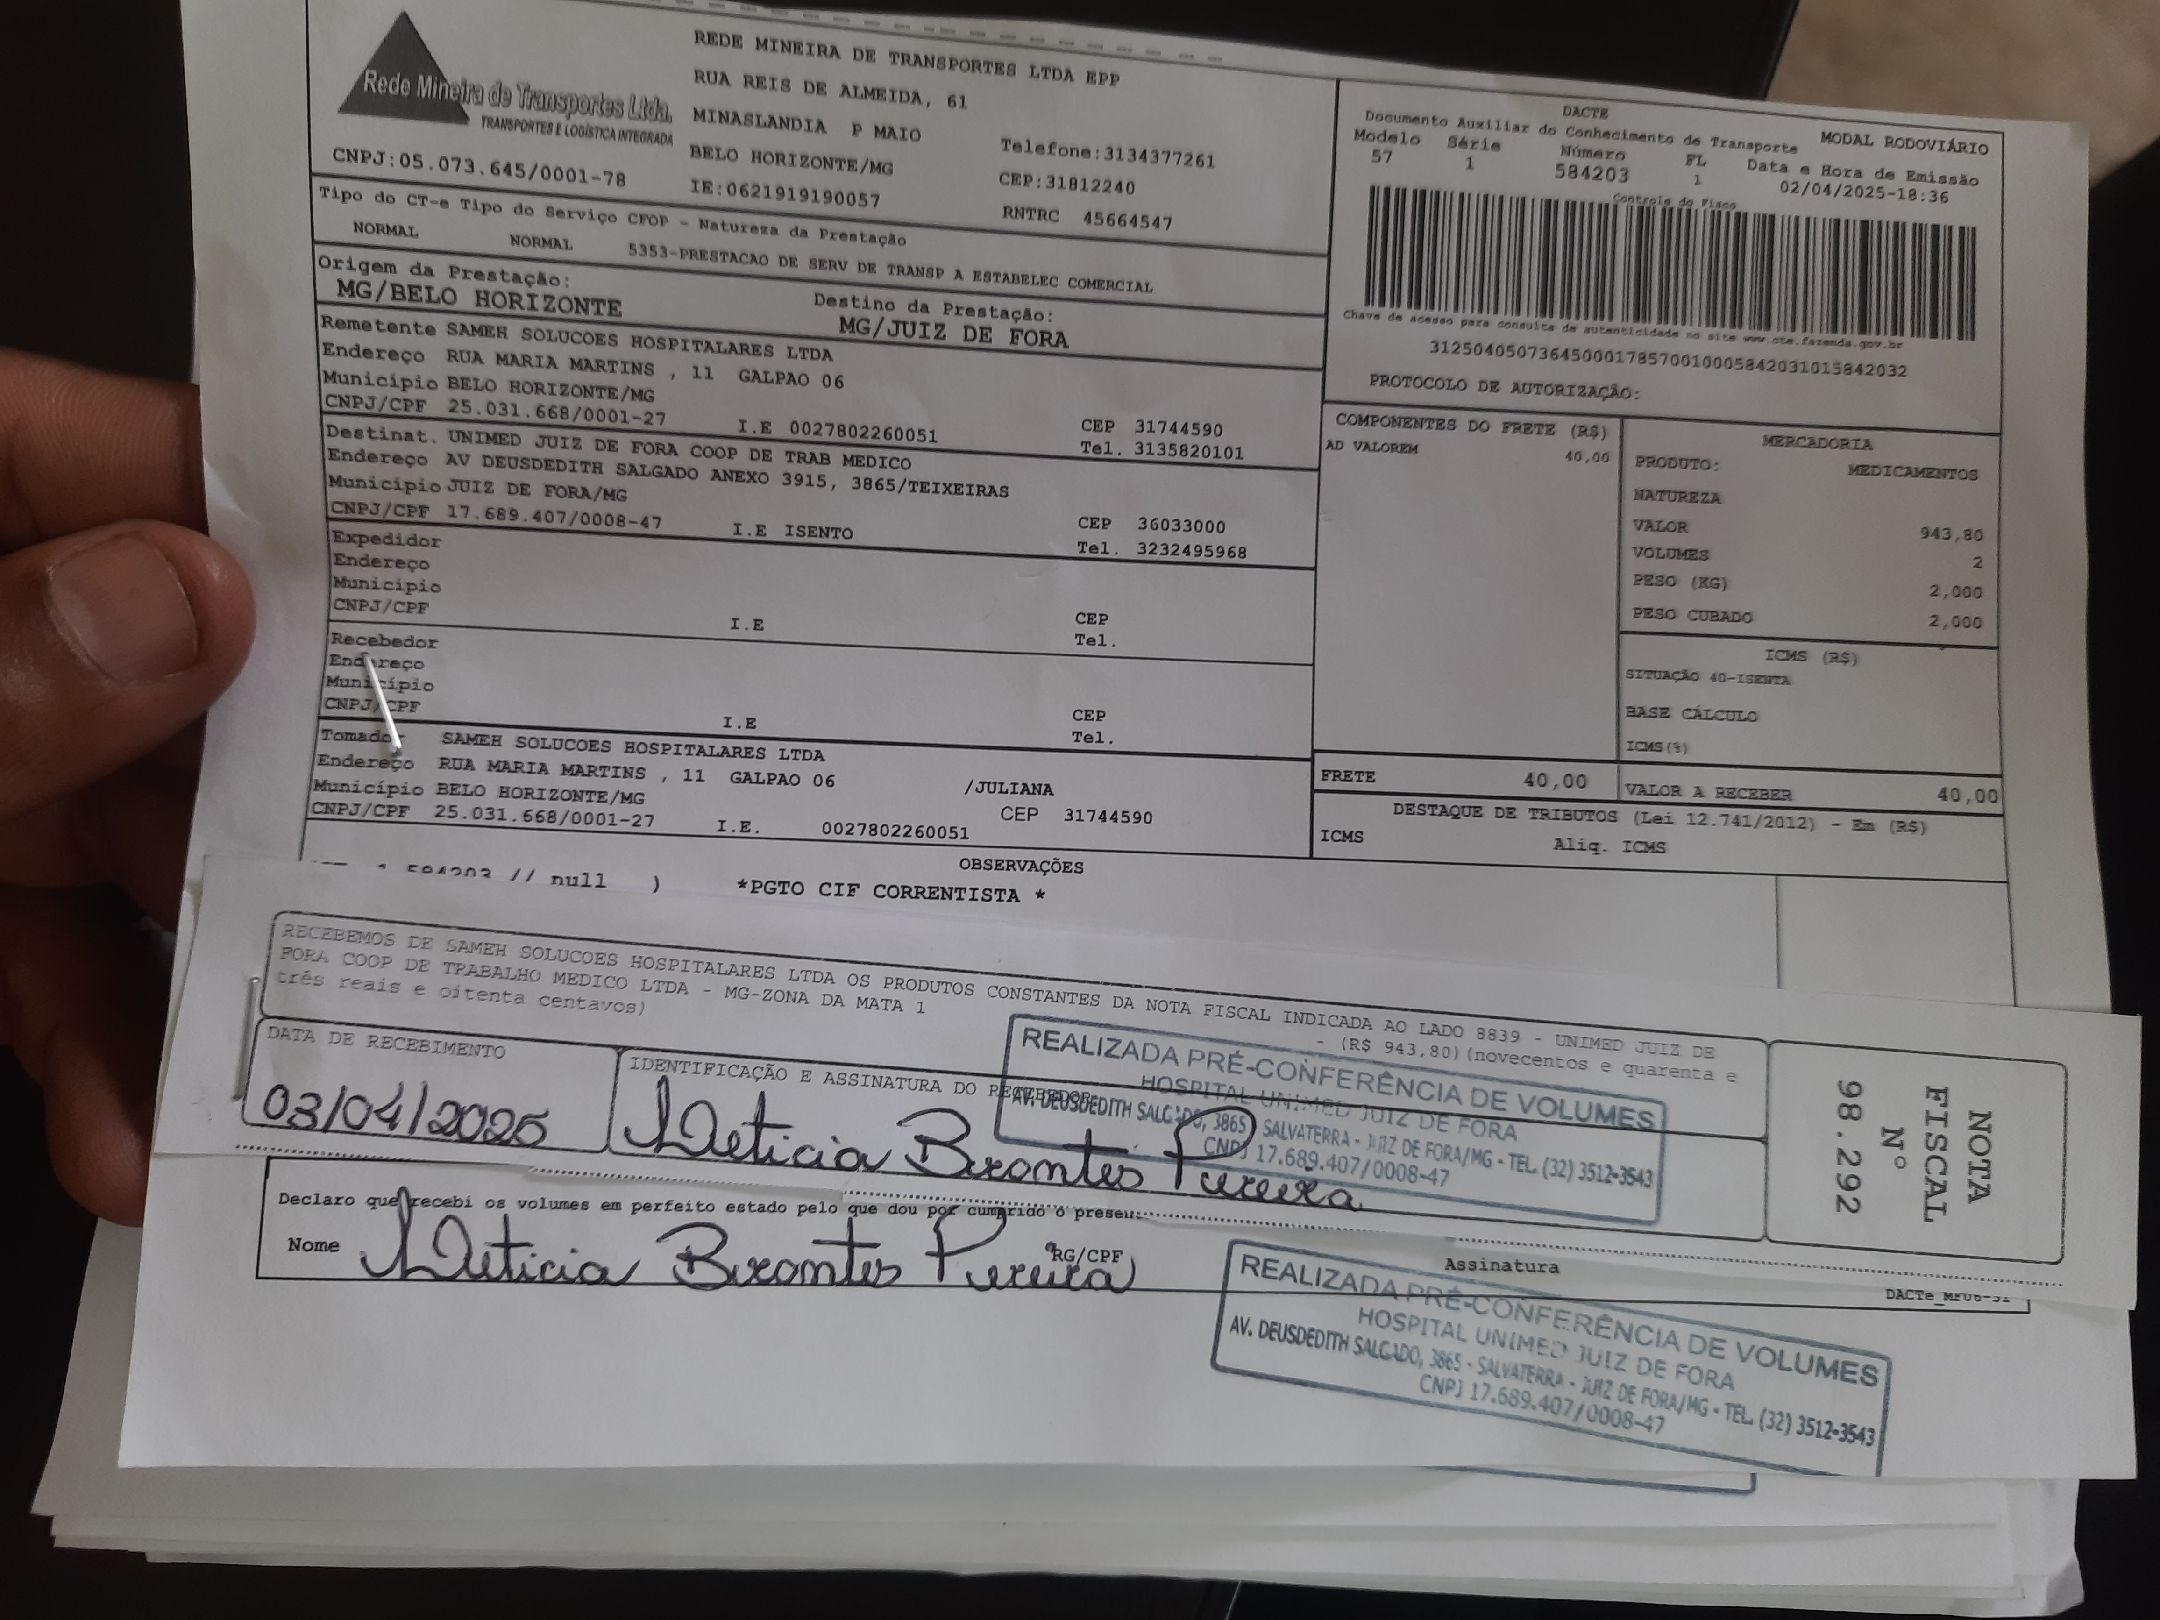 Rede Mineira de Transportes Ltda.
TRANSPORTES E LOGÍSTICA INTEGRADA
CNPJ:05.073.645/0001-78
REDE MINEIRA DE TRANSPORTES LTDA EPP
RUA REIS DE ALMEIDA, 61
MINASLANDIA P MAIO
BELO HORIZONTE/MG
IE:0621919190057
Telefone:3134377261
CEP:31812240
RNTRC 45664547
DACTE
Documento Auxiliar do Conhecimento de Transporte
MODAL RODOVIÁRIO
Modelo Série Número FL Data e Hora de Emissão
57 1 584203 1 02/04/2025-18:36
Controle do Fisco
Chave de acesso para consulta de autenticidade no site www.cte.fazenda.gov.br
31250405073645000178570010005842031015842032
PROTOCOLO DE AUTORIZAÇÃO:
Tipo do CT-e Tipo do Serviço CFOP - Natureza da Prestação
NORMAL NORMAL 5353-PRESTACAO DE SERV DE TRANSP A ESTABELEC COMERCIAL
Origem da Prestação: Destino da Prestação:
MG/BELO HORIZONTE MG/JUIZ DE FORA
Remetente SAMEH SOLUCOES HOSPITALARES LTDA
Endereço RUA MARIA MARTINS , 11 GALPAO 06
Município BELO HORIZONTE/MG CEP 31744590
CNPJ/CPF 25.031.668/0001-27 I.E 0027802260051 Tel. 3135820101
Destinat. UNIMED JUIZ DE FORA COOP DE TRAB MEDICO
Endereço AV DEUSDEDITH SALGADO ANEXO 3915, 3865/TEIXEIRAS
Município JUIZ DE FORA/MG CEP 36033000
CNPJ/CPF 17.689.407/0008-47 I.E ISENTO Tel. 3232495968
Expedidor
Endereço
Município CEP
CNPJ/CPF I.E Tel.
Recebedor
Endereço
Município CEP
CNPJ/CPF I.E Tel.
Tomador SAMEH SOLUCOES HOSPITALARES LTDA
Endereço RUA MARIA MARTINS , 11 GALPAO 06 /JULIANA
Município BELO HORIZONTE/MG CEP 31744590
CNPJ/CPF 25.031.668/0001-27 I.E. 0027802260051
COMPONENTES DO FRETE (R$)
AD VALOREM 40,00
MERCADORIA
PRODUTO: MEDICAMENTOS
NATUREZA
VALOR 943,80
VOLUMES 2
PESO (KG) 2,000
PESO CUBADO 2,000
ICMS (R$)
SITUAÇÃO 40-ISENTA
BASE CÁLCULO
ICMS(%)
FRETE 40,00 VALOR A RECEBER 40,00
DESTAQUE DE TRIBUTOS (Lei 12.741/2012) - Em (R$)
ICMS Aliq. ICMS
OBSERVAÇÕES
1 584203 // null ) *PGTO CIF CORRENTISTA *
RECEBEMOS DE SAMEH SOLUCOES HOSPITALARES LTDA OS PRODUTOS CONSTANTES DA NOTA FISCAL INDICADA AO LADO 8839 - UNIMED JUIZ DE
FORA COOP DE TRABALHO MEDICO LTDA - MG-ZONA DA MATA 1 - (R$ 943,80)(novecentos e quarenta e
três reais e oitenta centavos)
DATA DE RECEBIMENTO
03/04/2025
IDENTIFICAÇÃO E ASSINATURA DO RECEBEDOR
Leticia Brontes Pereira
REALIZADA PRÉ-CONFERÊNCIA DE VOLUMES
HOSPITAL UNIMED JUIZ DE FORA
AV. DEUSDEDITH SALGADO, 3865 - SALVATERRA - JUIZ DE FORA/MG - TEL. (32) 3512-3543
CNPJ 17.689.407/0008-47
NOTA
FISCAL
Nº
98.292
Declaro que recebi os volumes em perfeito estado pelo que dou por cumprido o
Nome Leticia Brontes Pereira RG/CPF Assinatura
REALIZADA PRÉ-CONFERÊNCIA DE VOLUMES
HOSPITAL UNIMED JUIZ DE FORA
AV. DEUSDEDITH SALGADO, 3865 - SALVATERRA - JUIZ DE FORA/MG - TEL. (32) 3512-3543
CNPJ 17.689.407/0008-47